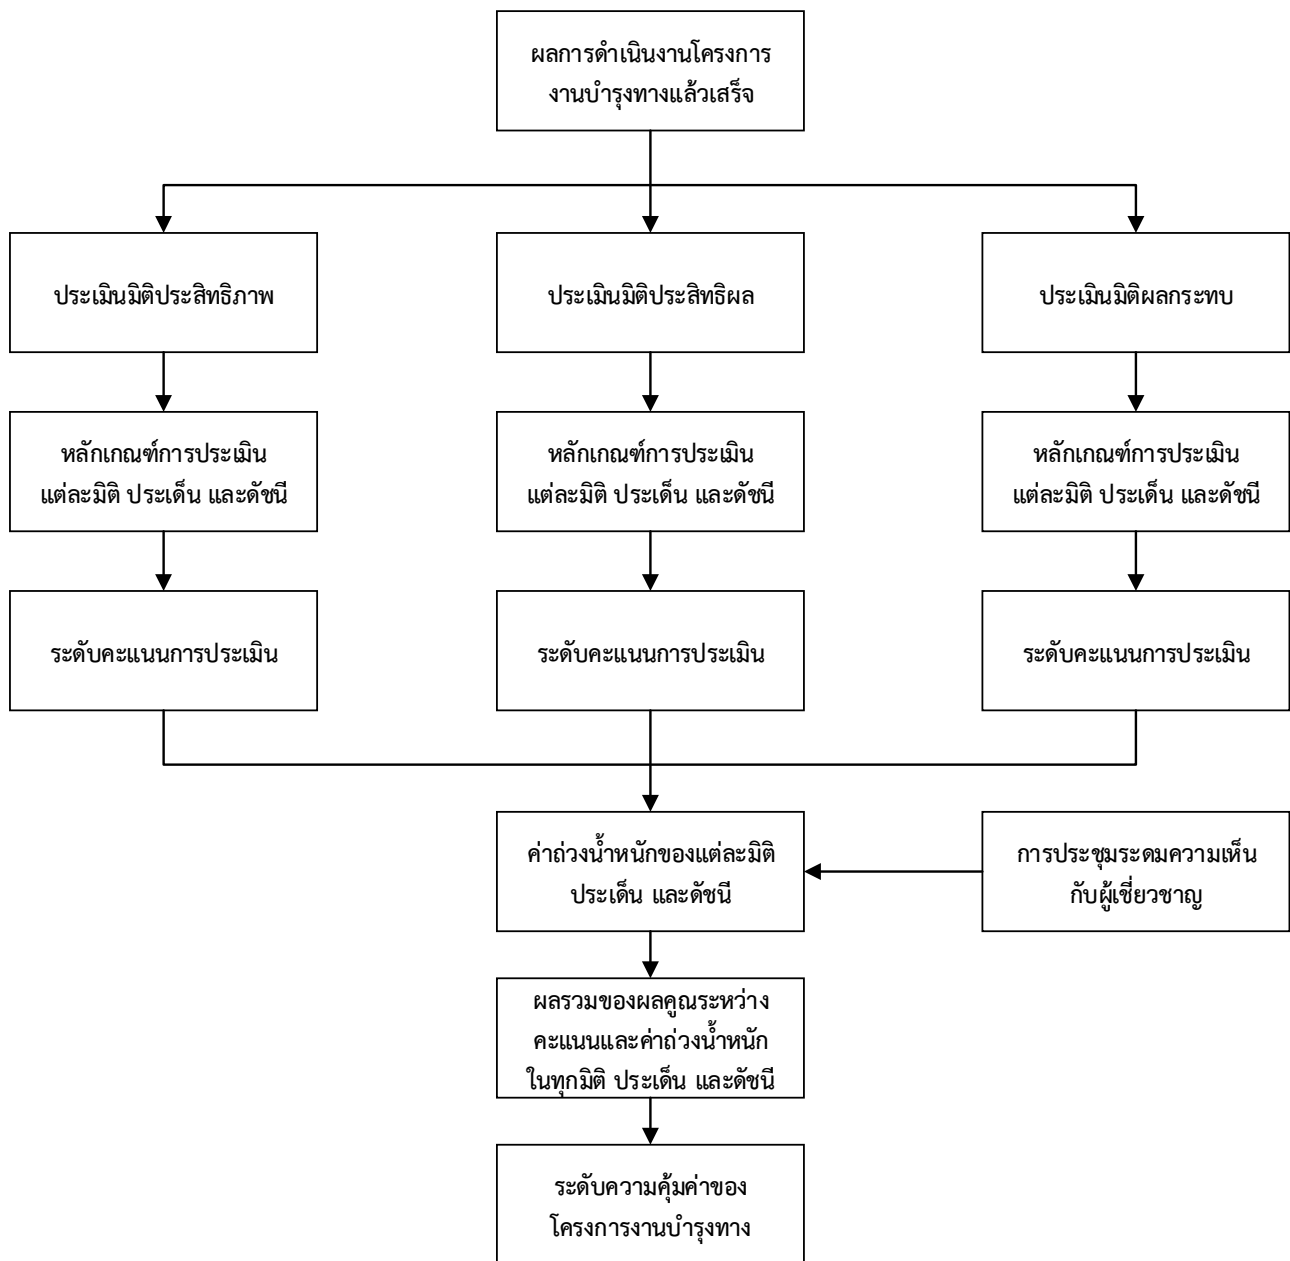 ผลการดำเนินงานโครงการ
งานบำรุงทางแล้วเสร็จ
ประเมินมิติประสิทธิภาพ
ประเมินมิติประสิทธิผล
ประเมินมิติผลกระทบ
หลักเกณฑ์การประเมิน
แต่ละมิติ ประเด็น และดัชนี
หลักเกณฑ์การประเมิน
แต่ละมิติ ประเด็น และดัชนี
หลักเกณฑ์การประเมิน
แต่ละมิติ ประเด็น และดัชนี
ระดับคะแนนการประเมิน
ระดับคะแนนการประเมิน
ระดับคะแนนการประเมิน
ค่าถ่วงน้ำหนักของแต่ละมิติ
ประเด็น และดัชนี
การประชุมระดมความเห็น
กับผู้เชี่ยวชาญ
ผลรวมของผลคูณระหว่าง
คะแนนและค่าถ่วงน้ำหนัก
ในทุกมิติ ประเด็น และดัชนี
ระดับความคุ้มค่าของ
โครงการงานบำรุงทาง